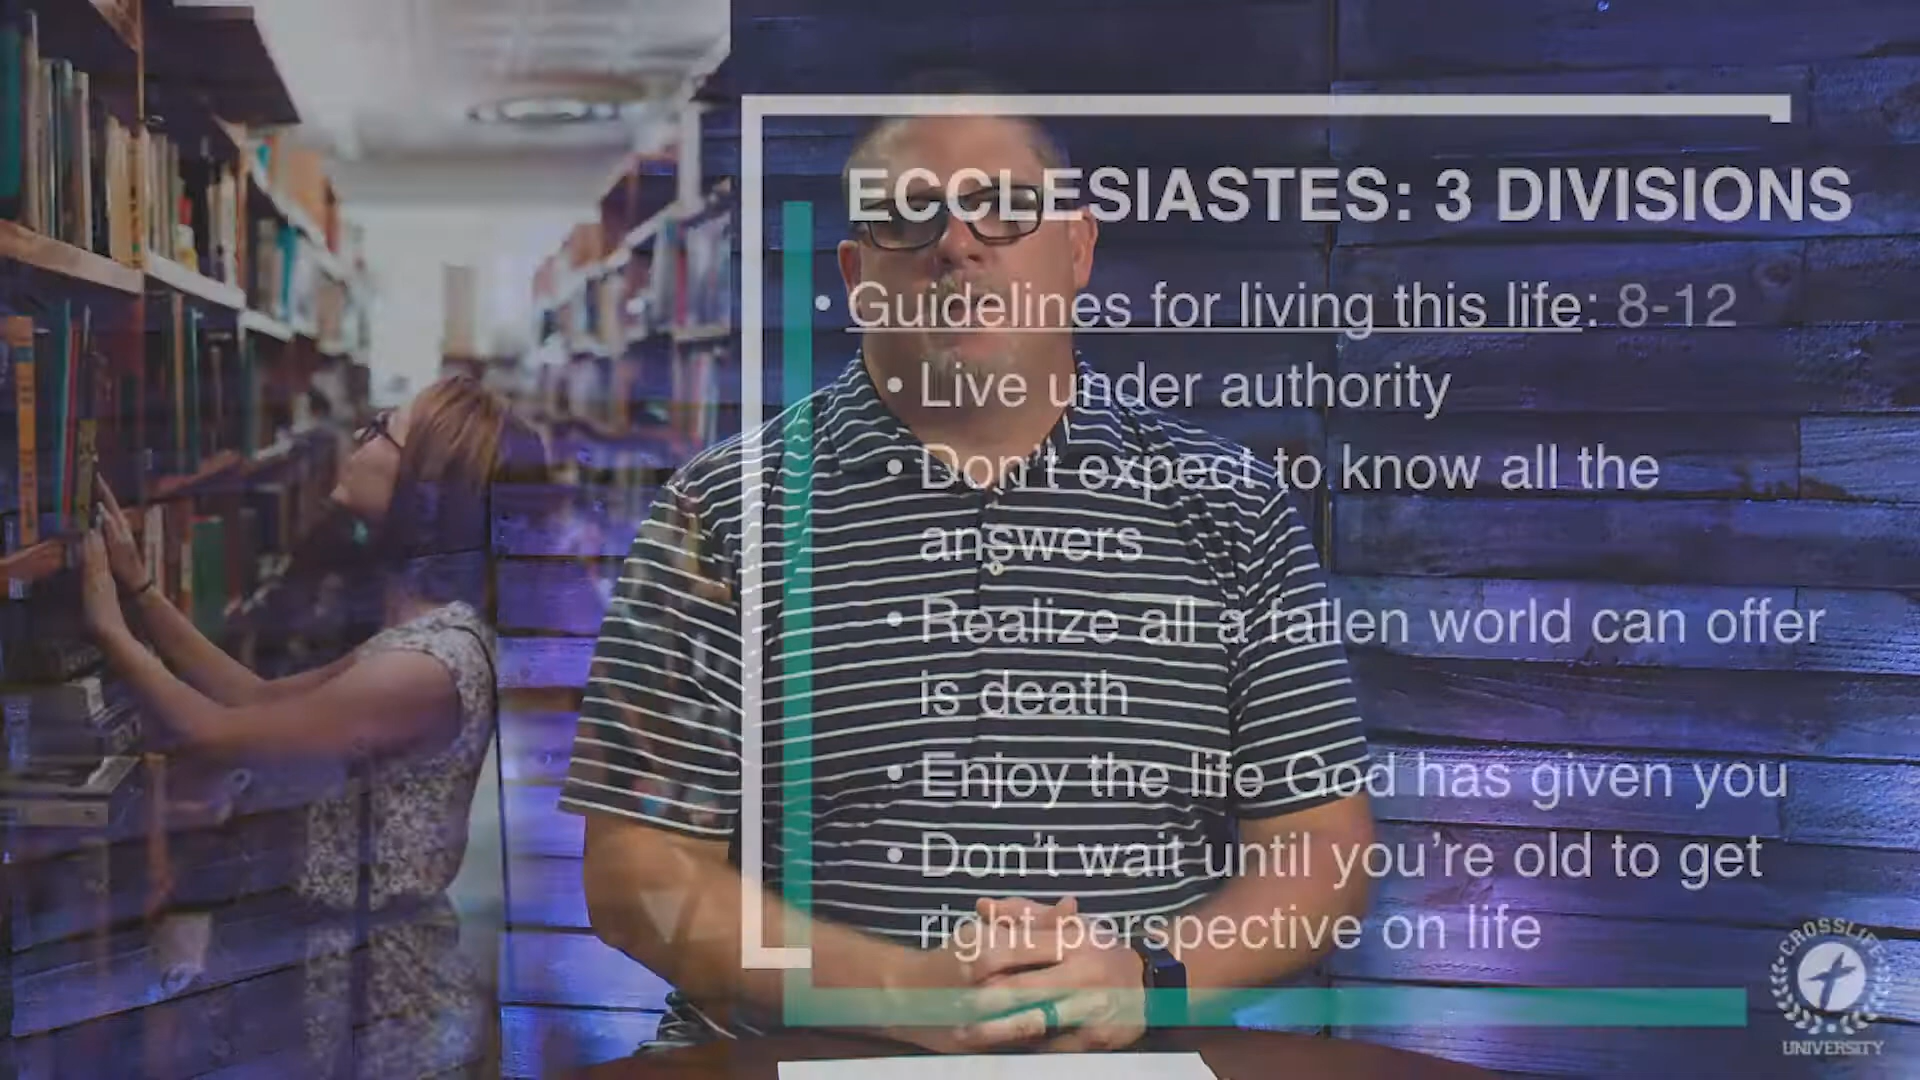 ECCLESIASTES: 3 DIVISIONS
• Guidelines for living this life: 8-12
• Live under authority
• Don't expect to know all the
answers
• Realize all a fallen world can offer
is death
• Enjoy the life God has given you
• Don't wait until you're old to get
right perspective on life
CROSSLIFE
UNIVERSITY